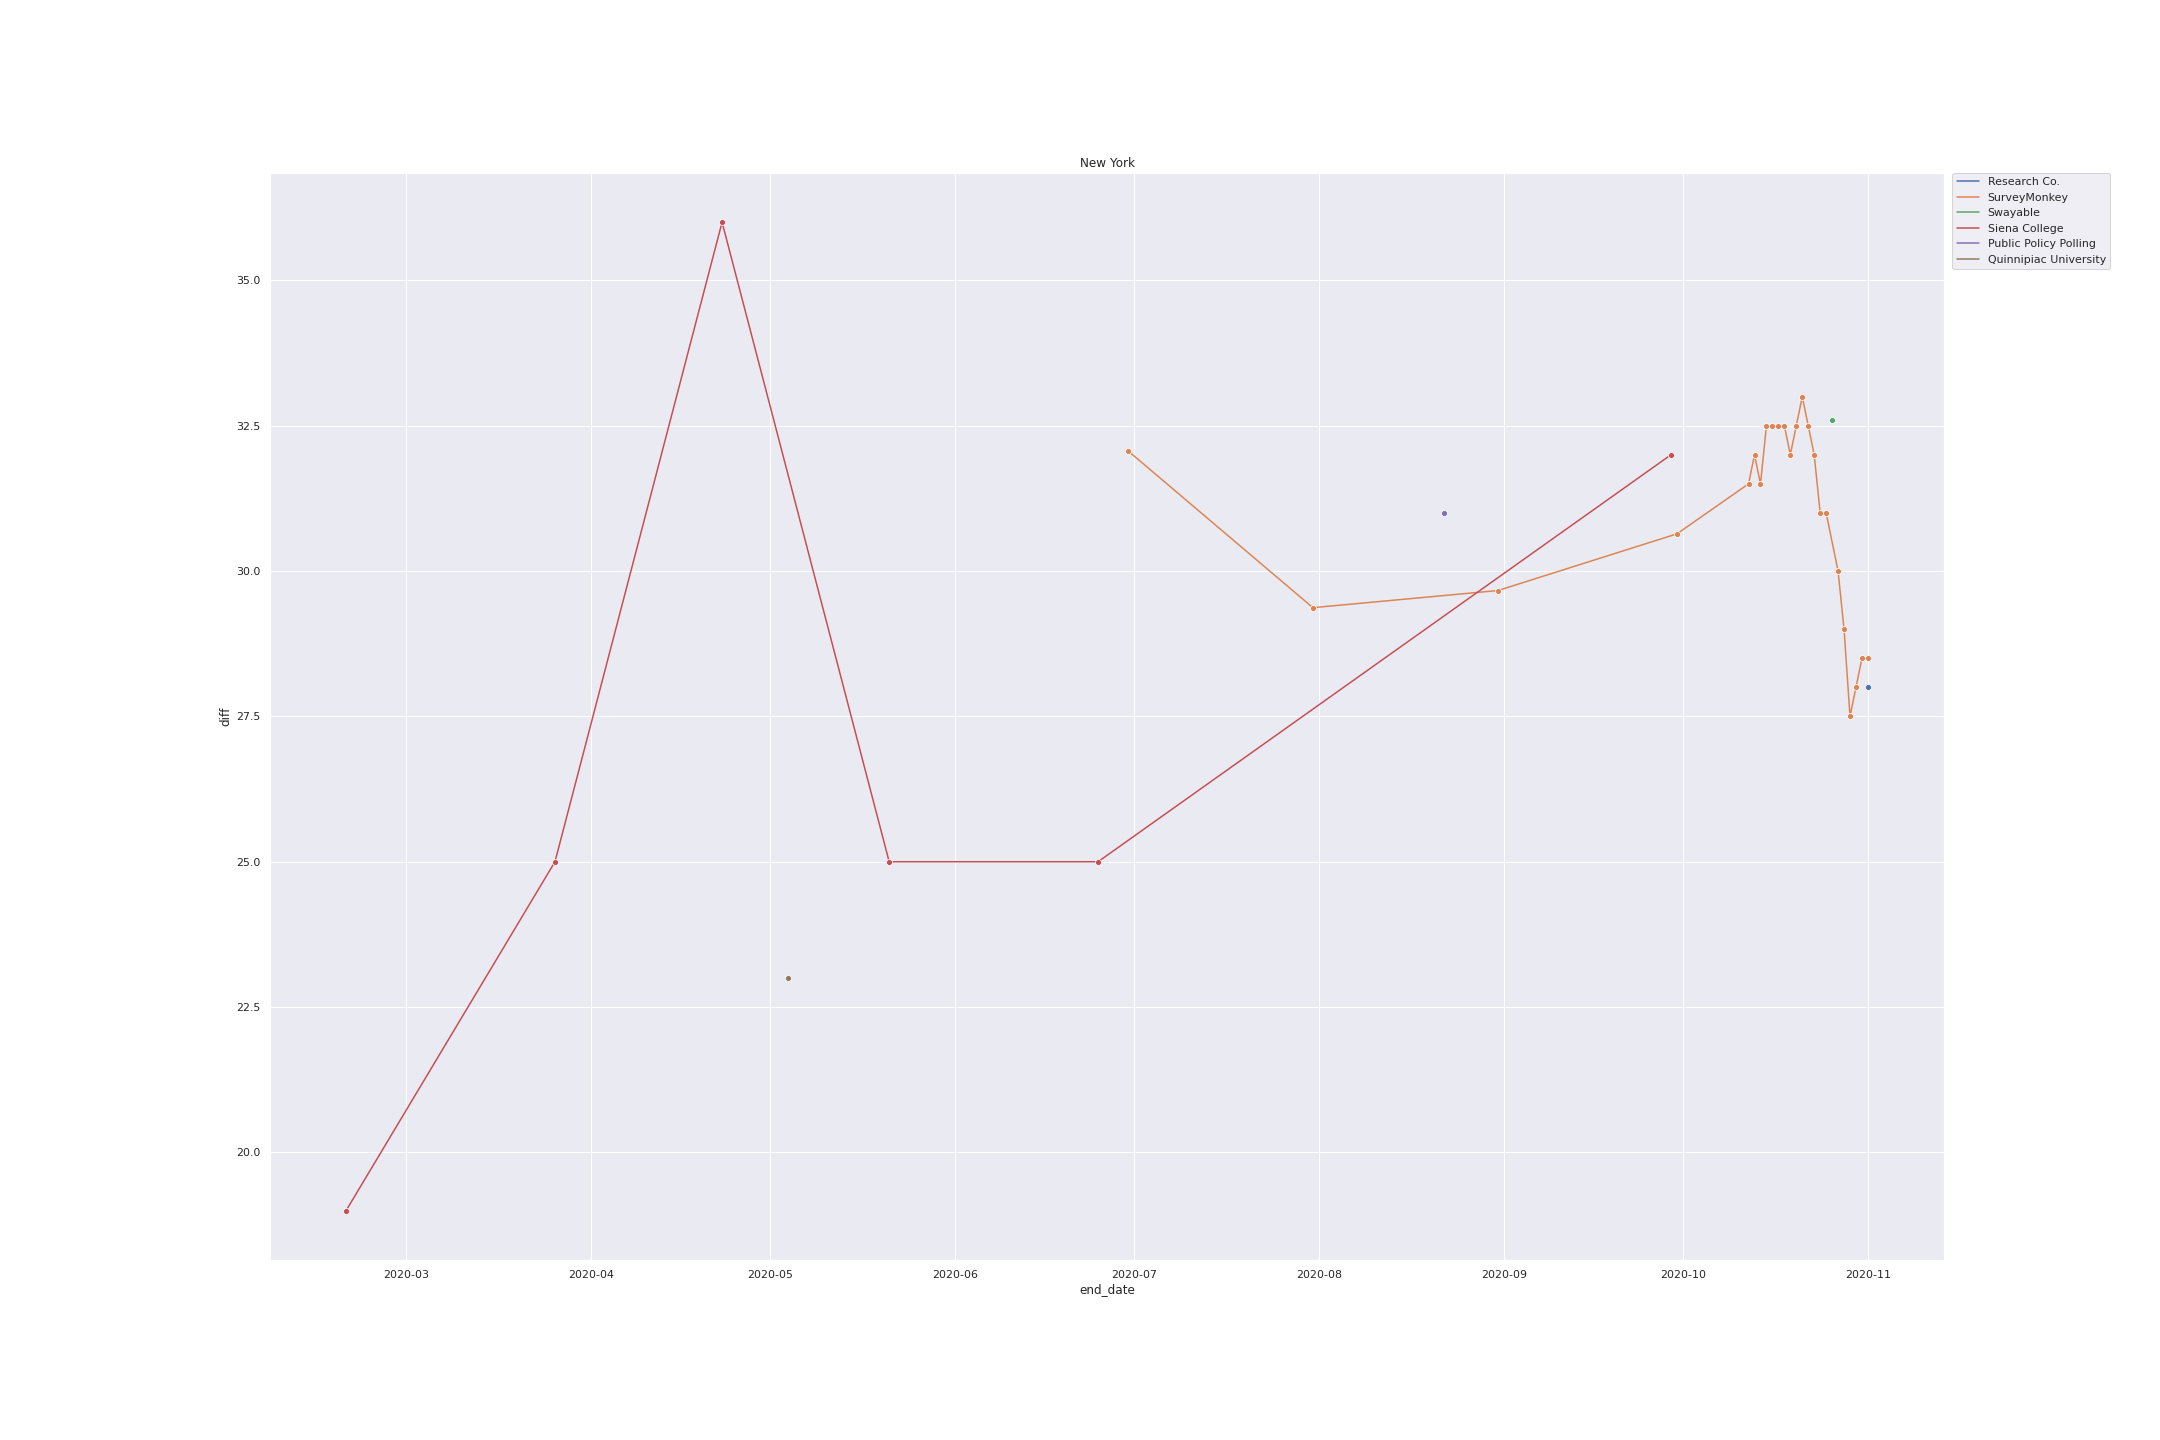 New York
Research Co.
SurveyMonkey
Swayable
Siena College
Public Policy Polling
Quinnipiac University
35.0
32.5
30.0
27.5
25.0
22.5
20.0
diff
2020-03 2020-04 2020-05 2020-06 2020-07 2020-08 2020-09 2020-10 2020-11
end_date